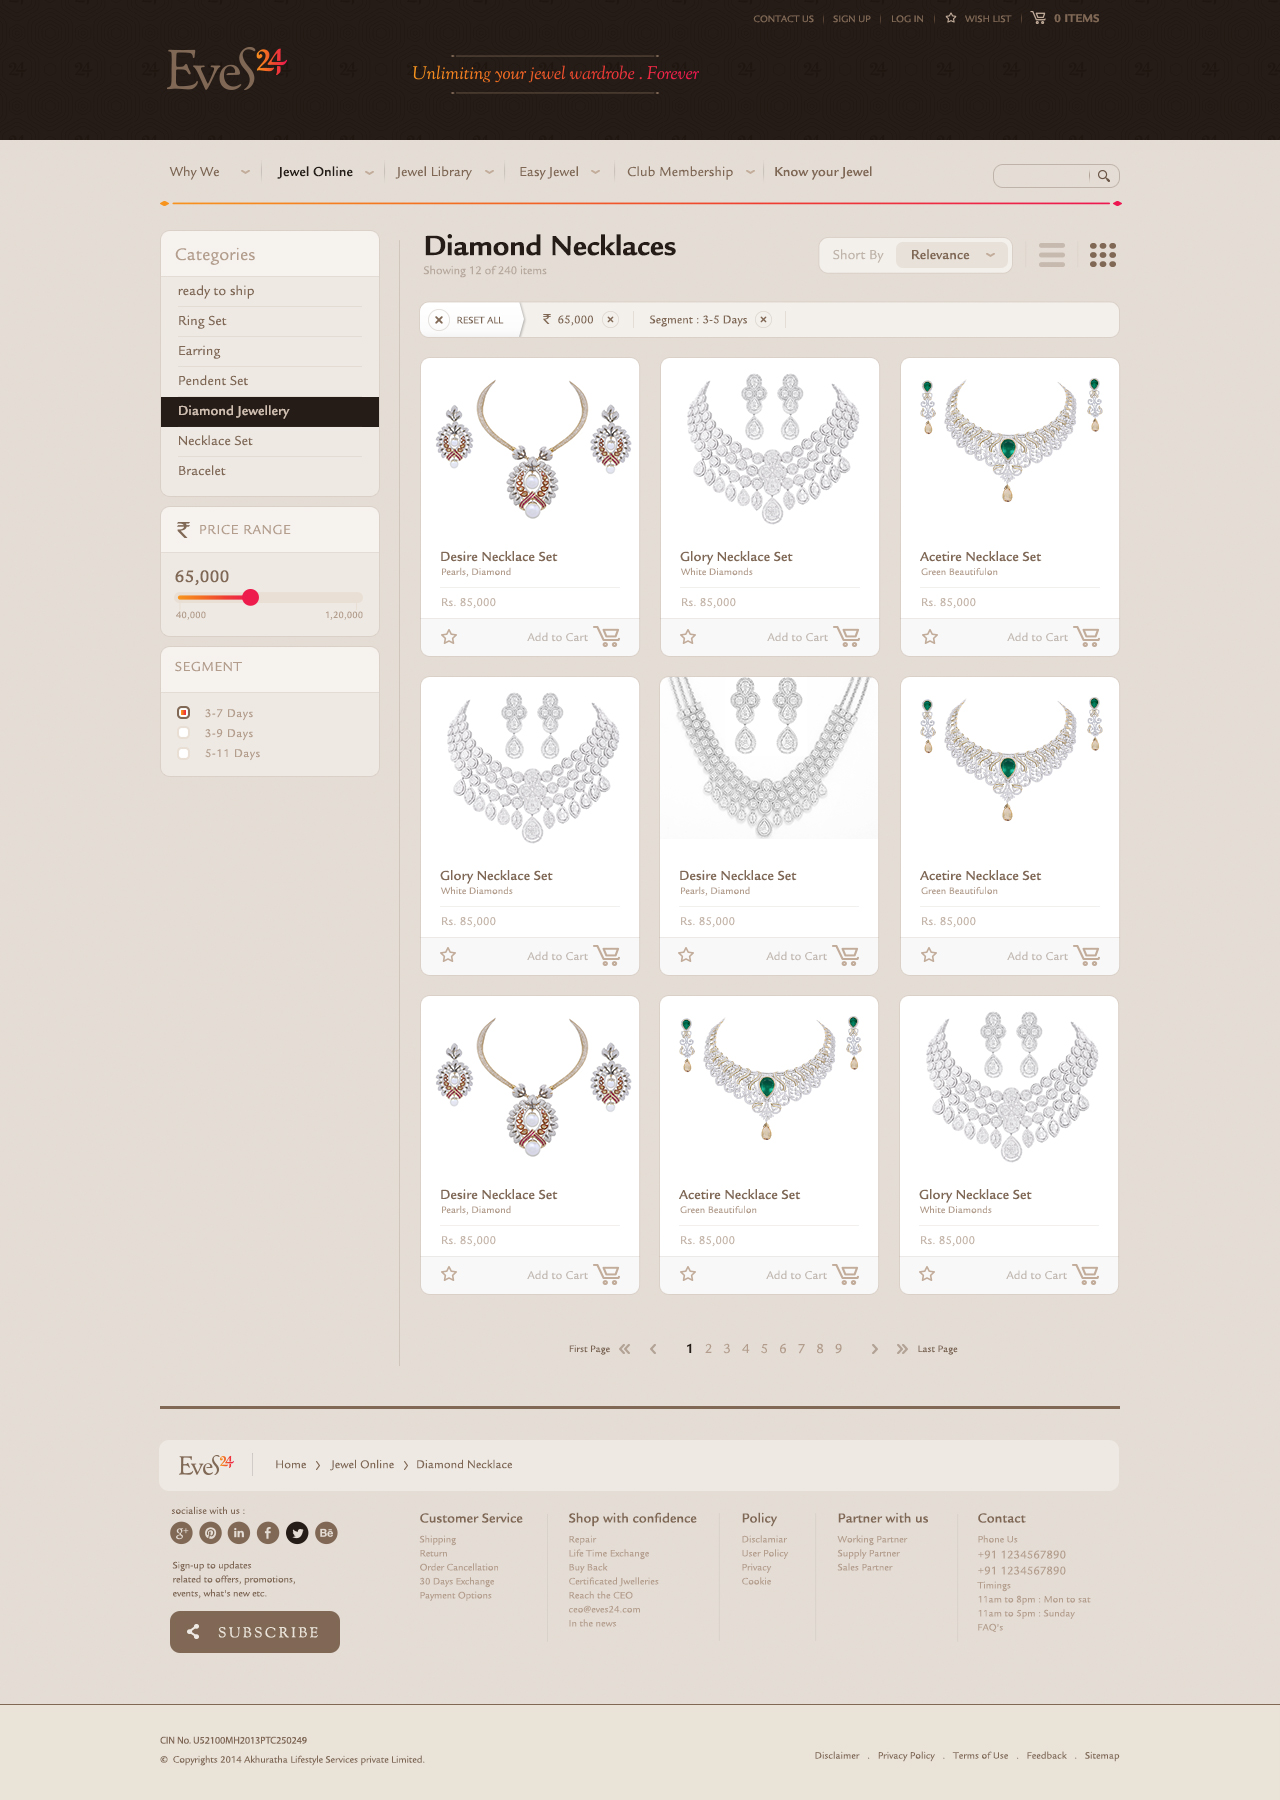 CONTACT US
SIGN UP
LOG IN
WISH LIST
0 ITEMS
EveS24
Unlimiting your jewel wardrobe . Forever
Why We
Jewel Online
Jewel Library
Easy Jewel
Club Membership
Know your Jewel
Categories
ready to ship
Ring Set
Earring
Pendent Set
Diamond Jewellery
Necklace Set
Bracelet
₹ PRICE RANGE
65,000
40,000
1,20,000
SEGMENT
3-7 Days
3-9 Days
5-11 Days
Diamond Necklaces
Showing 12 of 240 items
Short By
Relevance
RESET ALL
₹ 65,000
Segment : 3-5 Days
Desire Necklace Set
Pearls, Diamond
Rs. 85,000
Add to Cart
Glory Necklace Set
White Diamonds
Rs. 85,000
Add to Cart
Acetire Necklace Set
Green Beautifulon
Rs. 85,000
Add to Cart
Glory Necklace Set
White Diamonds
Rs. 85,000
Add to Cart
Desire Necklace Set
Pearls, Diamond
Rs. 85,000
Add to Cart
Acetire Necklace Set
Green Beautifulon
Rs. 85,000
Add to Cart
Desire Necklace Set
Pearls, Diamond
Rs. 85,000
Add to Cart
Acetire Necklace Set
Green Beautifulon
Rs. 85,000
Add to Cart
Glory Necklace Set
White Diamonds
Rs. 85,000
Add to Cart
First Page « ‹ 1 2 3 4 5 6 7 8 9 › » Last Page
EveS24
Home › Jewel Online › Diamond Necklace
socialise with us :
g+ in f Bē
Sign-up to updates
related to offers, promotions,
events, what's new etc.
SUBSCRIBE
Customer Service
Shipping
Return
Order Cancellation
30 Days Exchange
Payment Options
Shop with confidence
Repair
Life Time Exchange
Buy Back
Certificated Jwelleries
Reach the CEO
ceo@eves24.com
In the news
Policy
Disclamiar
User Policy
Privacy
Cookie
Partner with us
Working Partner
Supply Partner
Sales Partner
Contact
Phone Us
+91 1234567890
+91 1234567890
Timings
11am to 8pm : Mon to sat
11am to 5pm : Sunday
FAQ's
CIN No. U52100MH2013PTC250249
© Copyrights 2014 Akhuratha Lifestyle Services private Limited.
Disclaimer . Privacy Policy . Terms of Use . Feedback . Sitemap